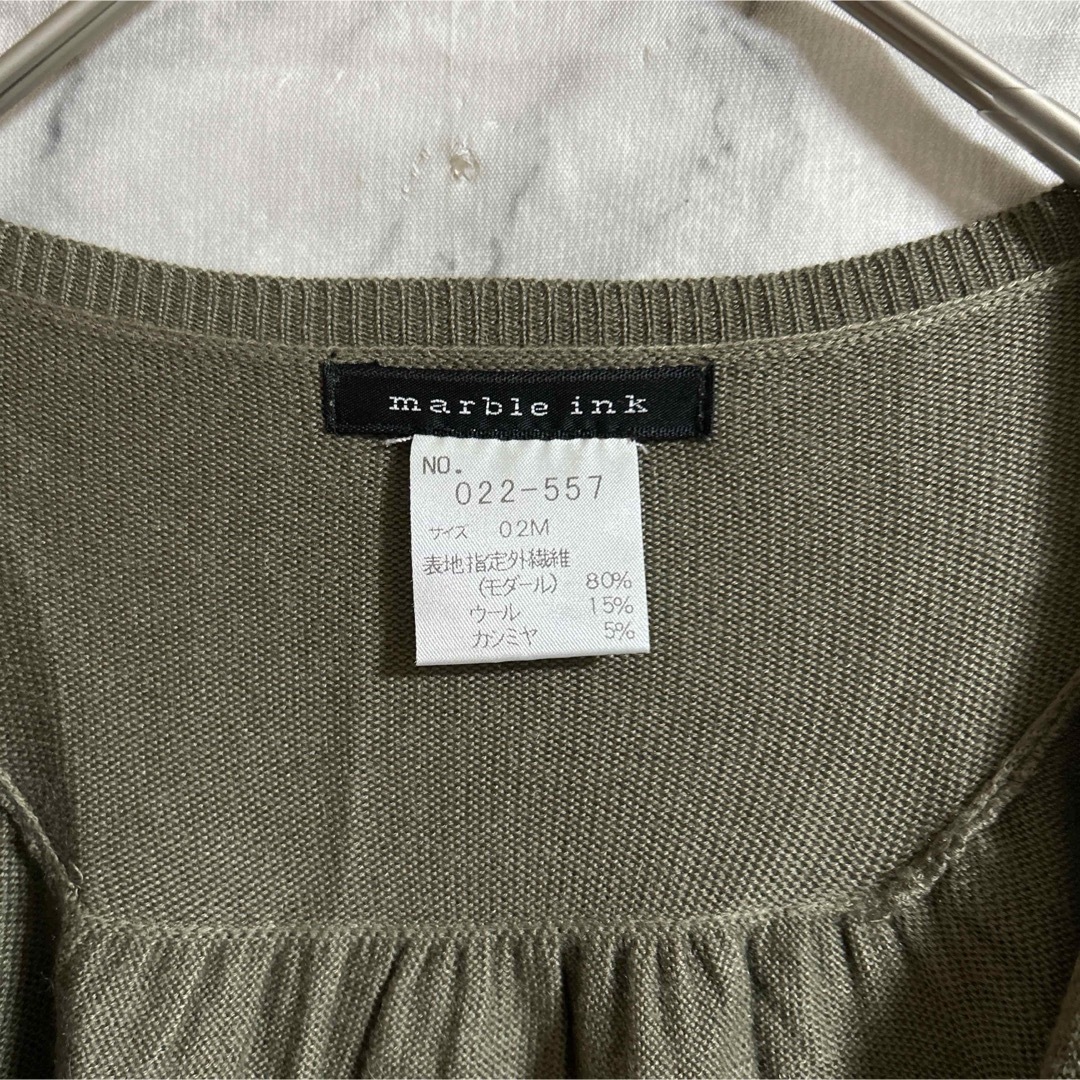 marble ink
NO.
022-557
サイズ 02M
表地指定外繊維
(モダール) 80%
ウール 15%
カシミヤ 5%